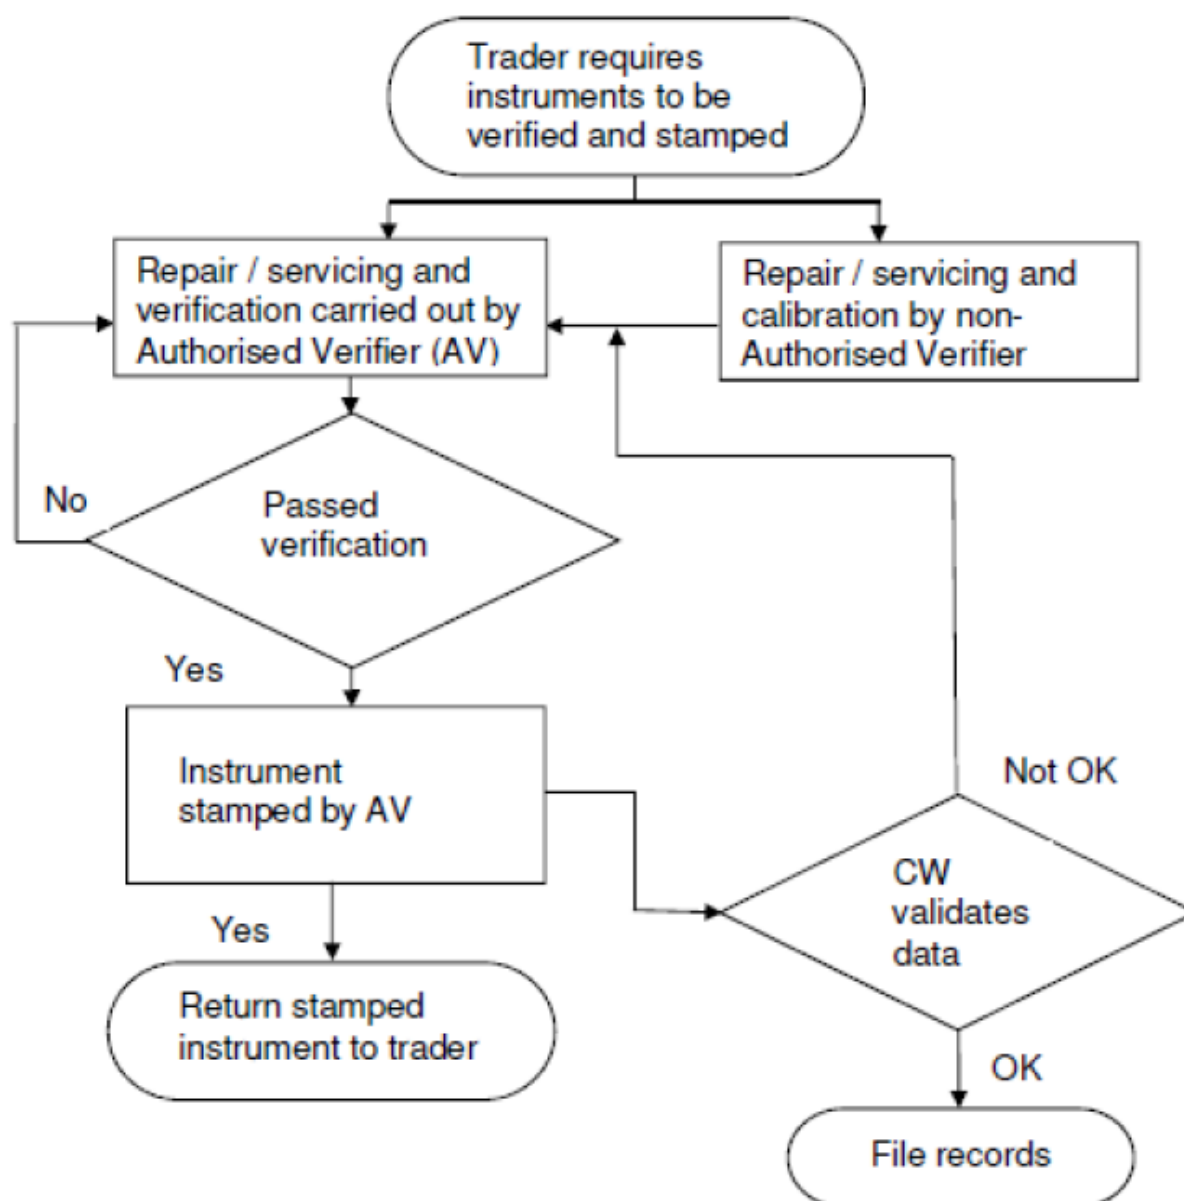 Trader requires
instruments to be
verified and stamped
Repair / servicing and
verification carried out by
Authorised Verifier (AV)
Repair / servicing and
calibration by non-
Authorised Verifier
No
Passed
verification
Yes
Instrument
stamped by AV
Not OK
CW
validates
data
Yes
Return stamped
instrument to trader
OK
File records